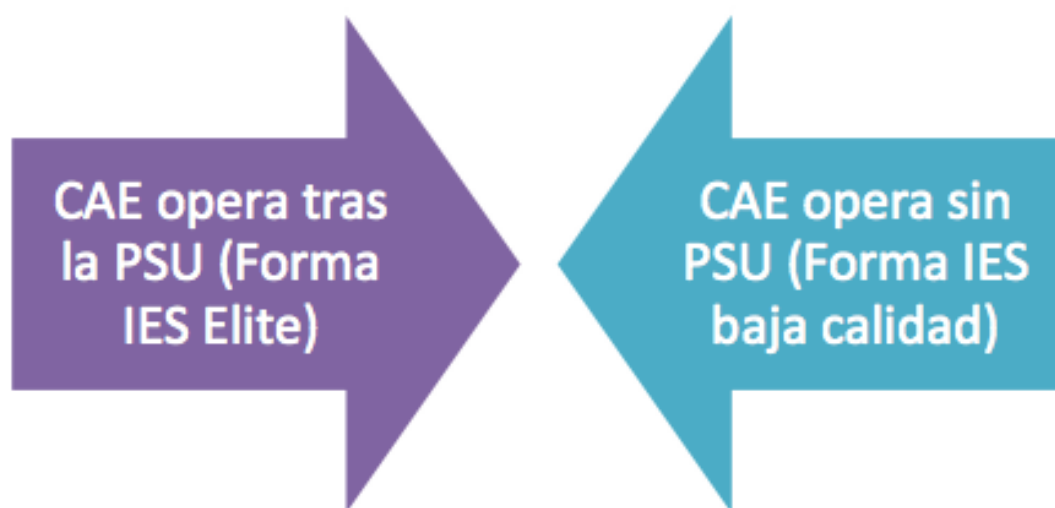 CAE opera tras
la PSU (Forma
IES Elite)
CAE opera sin
PSU (Forma IES
baja calidad)